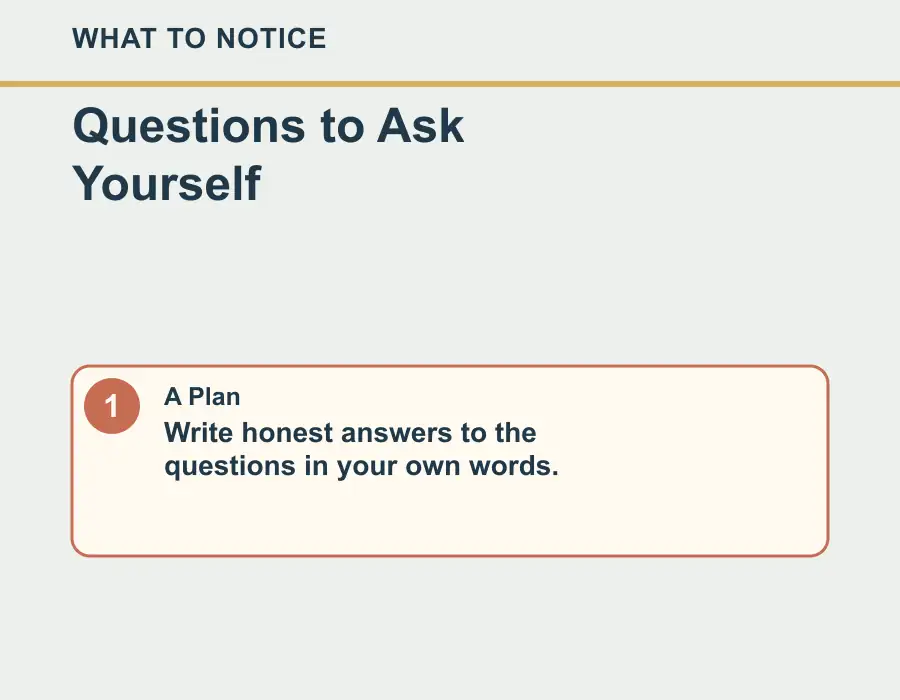 WHAT TO NOTICE
Questions to Ask
Yourself
1
A Plan
Write honest answers to the
questions in your own words.